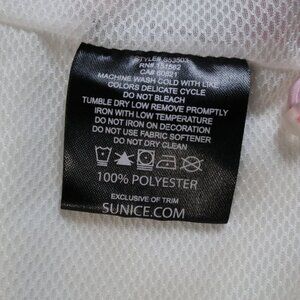 STYLE# S53503
RN# 151562
CA# 60821
MACHINE WASH COLD WITH LIKE
COLORS DELICATE CYCLE
DO NOT BLEACH
TUMBLE DRY LOW REMOVE PROMPTLY
IRON WITH LOW TEMPERATURE
DO NOT IRON ON DECORATION
DO NOT USE FABRIC SOFTENER
DO NOT DRY CLEAN
100% POLYESTER
EXCLUSIVE OF TRIM
SUNICE.COM